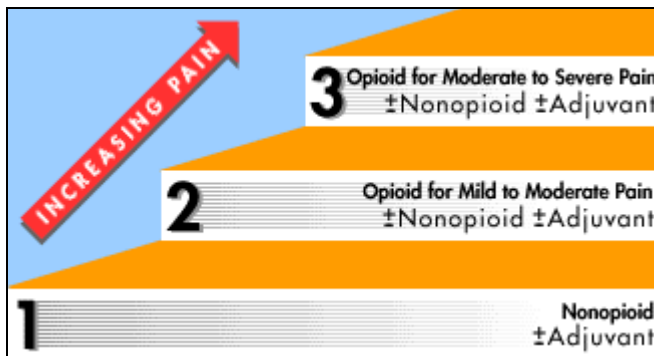 INCREASING PAIN
3 Opioid for Moderate to Severe Pain
±Nonopioid ±Adjuvant
2 Opioid for Mild to Moderate Pain
±Nonopioid ±Adjuvant
1 Nonopioid
±Adjuvant